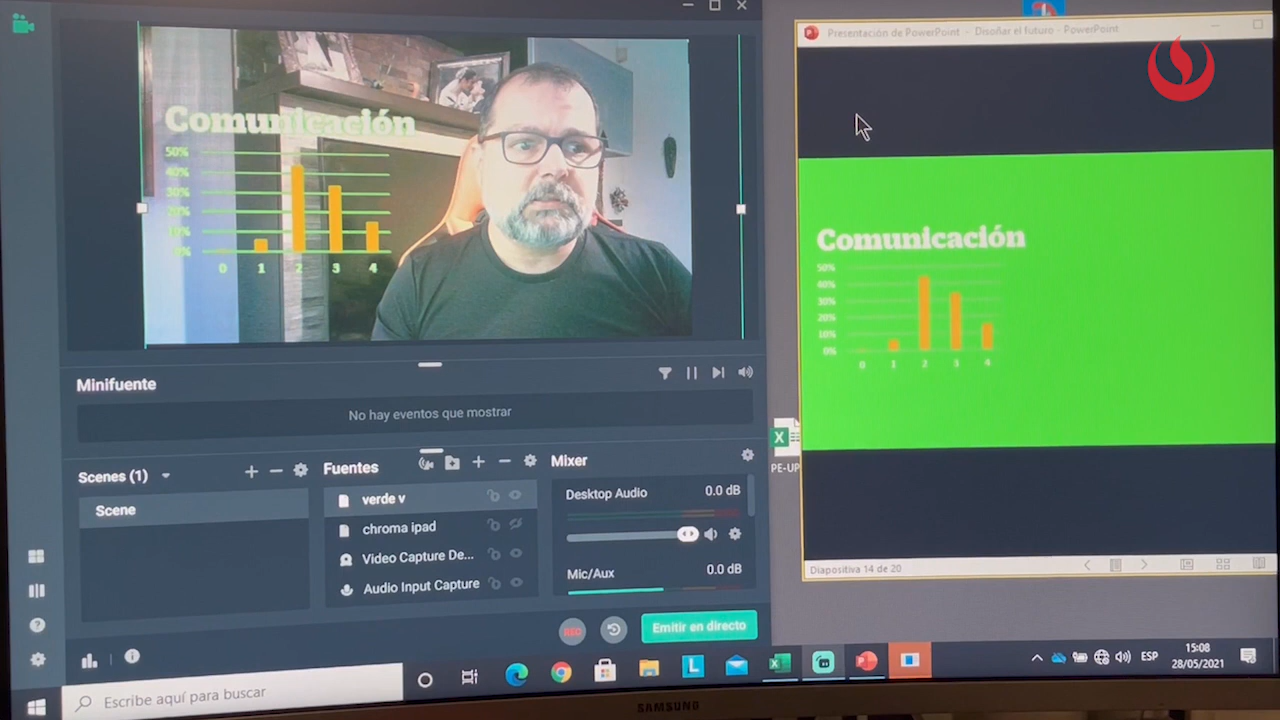 Presentación de PowerPoint - Diseñar el futuro - PowerPoint
Comunicación
50%
40%
30%
20%
10%
0%
0 1 2 3 4
Comunicación
50%
40%
30%
20%
10%
0%
0 1 2 3 4
Minifuente
No hay eventos que mostrar
Scenes (1)
Scene
Fuentes
verde v
chroma ipad
Video Capture De...
Audio Input Capture
Mixer
Desktop Audio 0.0 dB
Mic/Aux 0.0 dB
PE-UP
REC
Emitir en directo
Diapositiva 14 de 20
Escribe aquí para buscar
L
ESP
15:08
28/05/2021
SAMSUNG